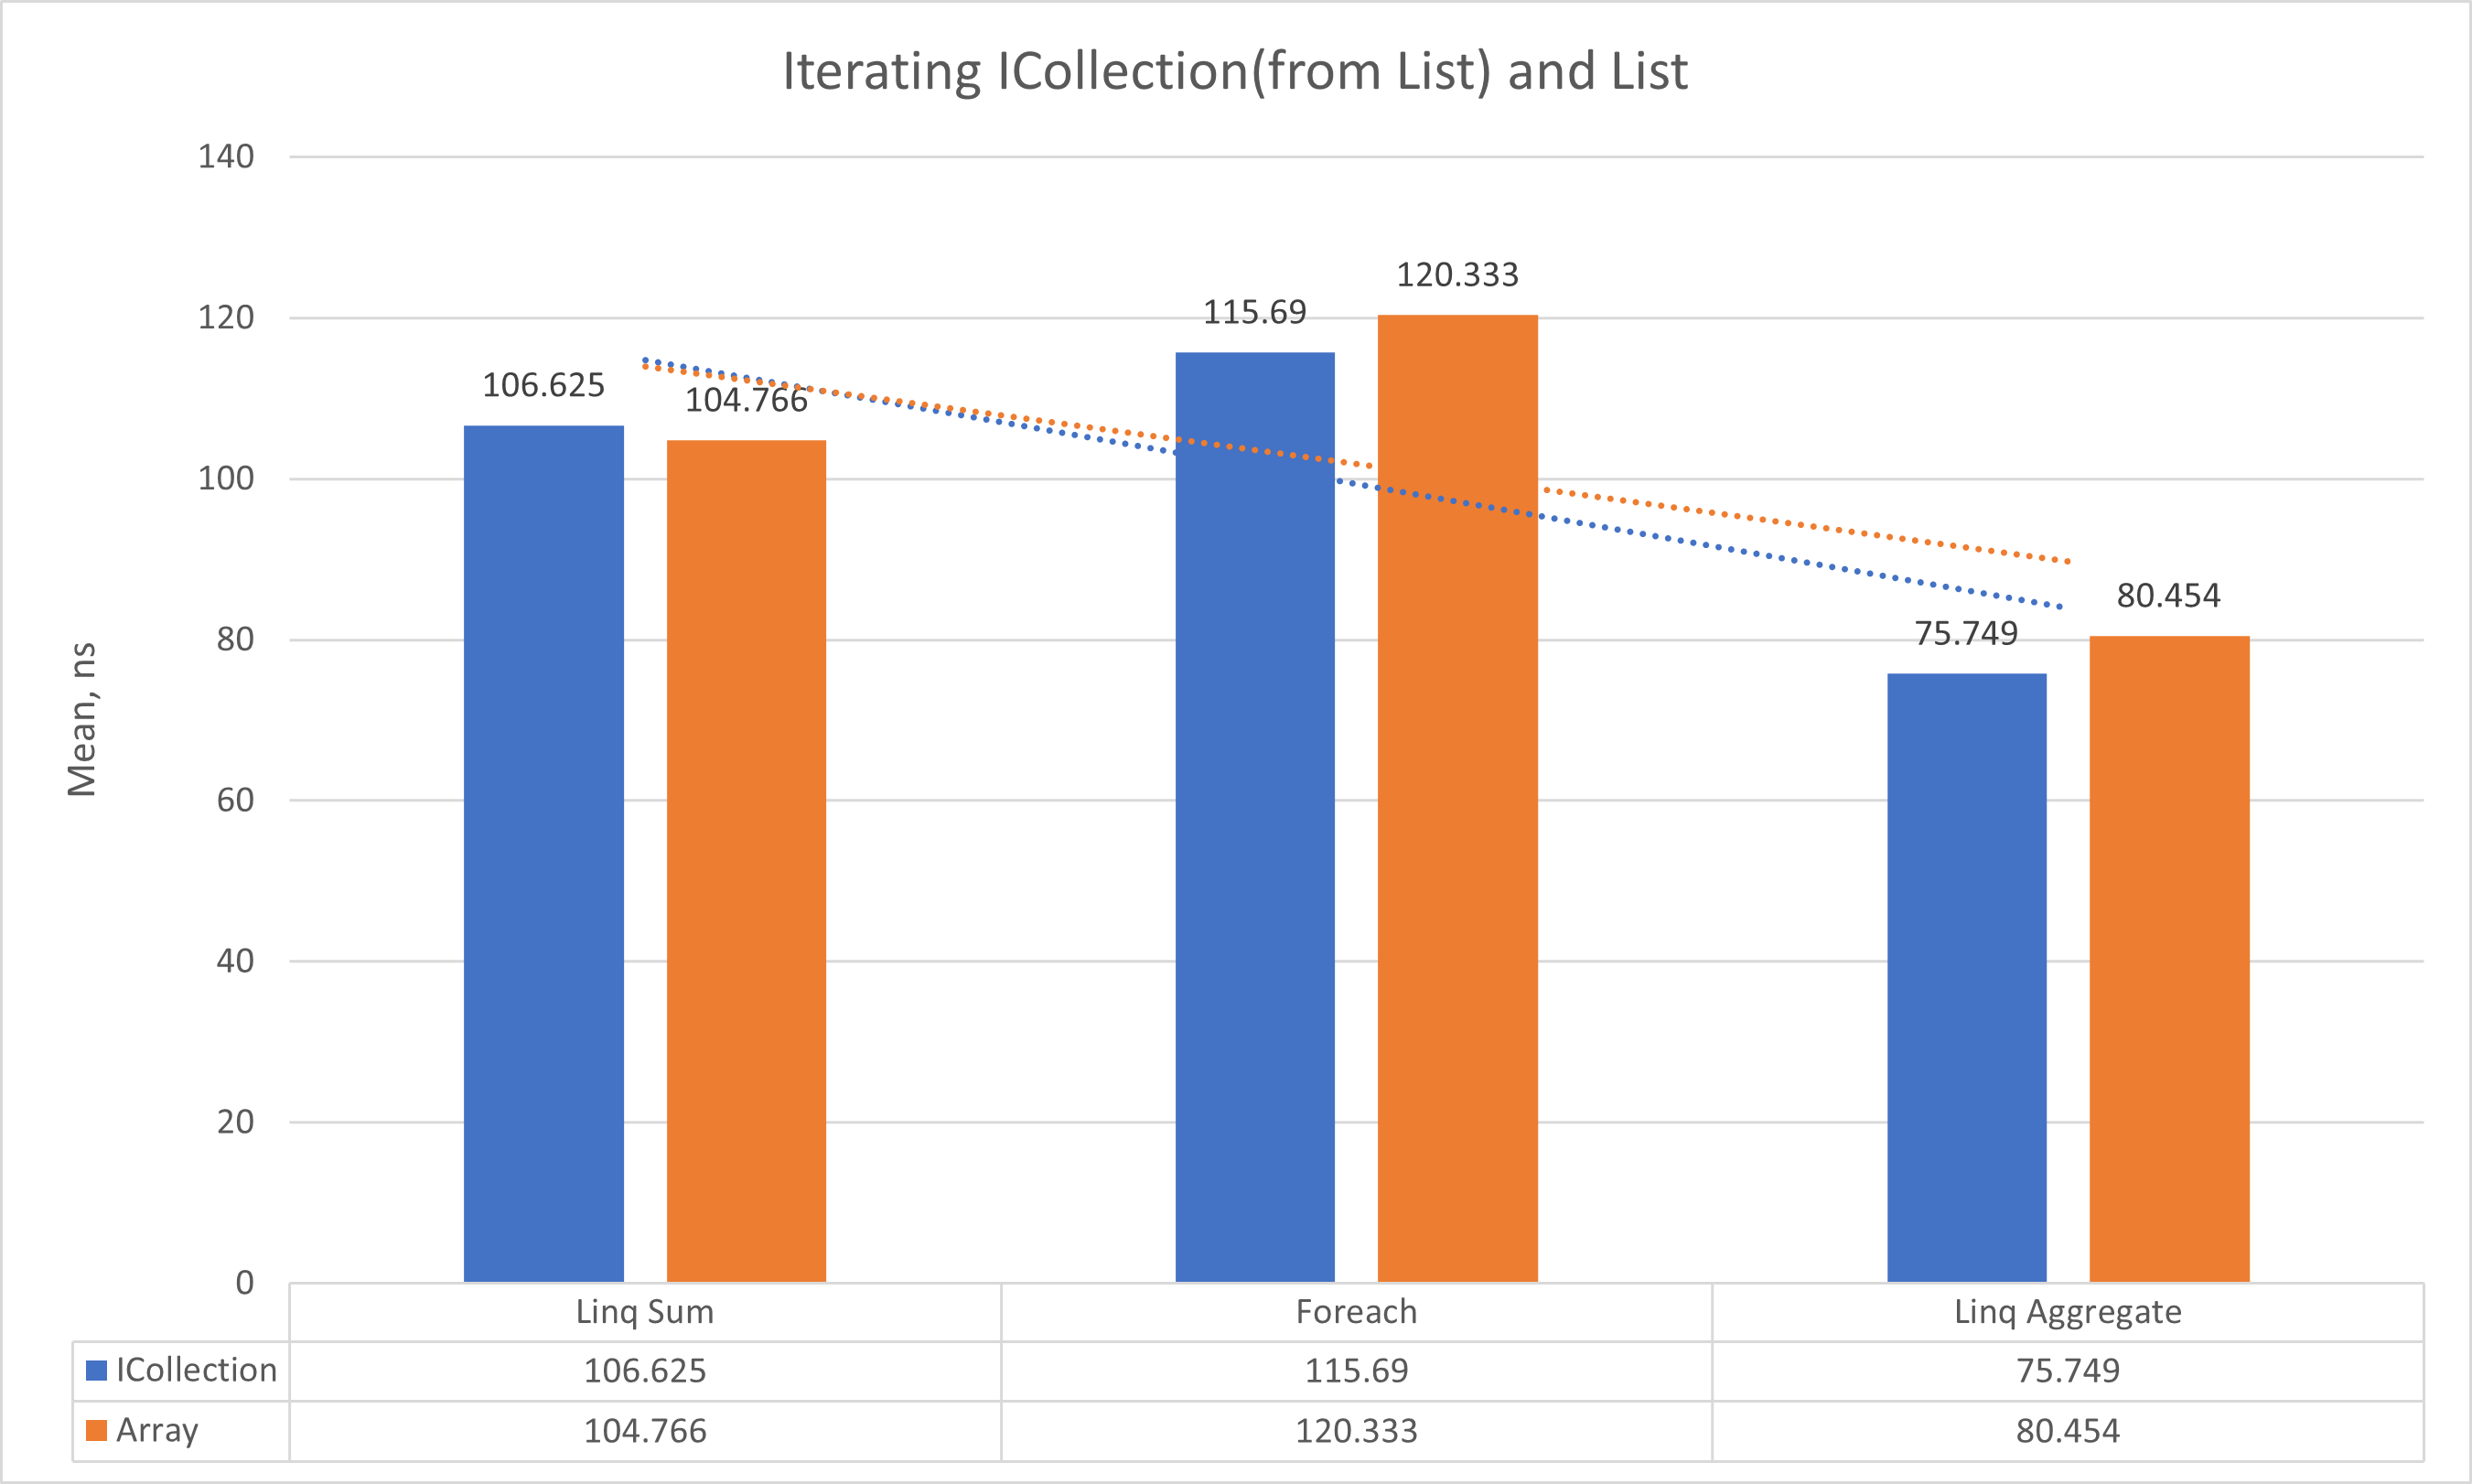 Iterating ICollection(from List) and List
140
120
100
80
60
40
20
0
Mean, ns
106.625
104.766
115.69
120.333
75.749
80.454
Linq Sum Foreach Linq Aggregate
ICollection 106.625 115.69 75.749
Array 104.766 120.333 80.454